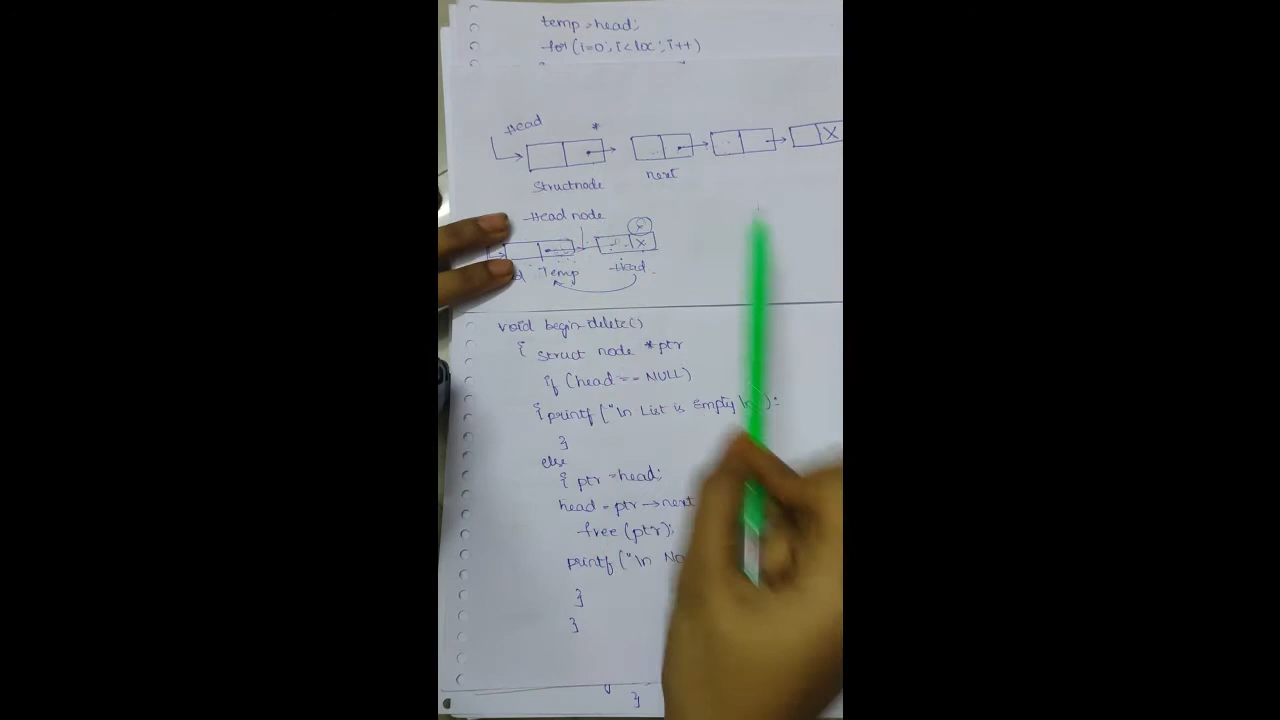 temp=head;
for(i=0;i<loc;i++)
Head *
Structnode next
X
Head node
X
Temp Head
void begin-delete()
{ Struct node *ptr
if (head == NULL)
{printf ("\n List is Empty \n");
}
else
{ ptr =head;
head = ptr →next
free (ptr);
printf ("\n
}
}
}